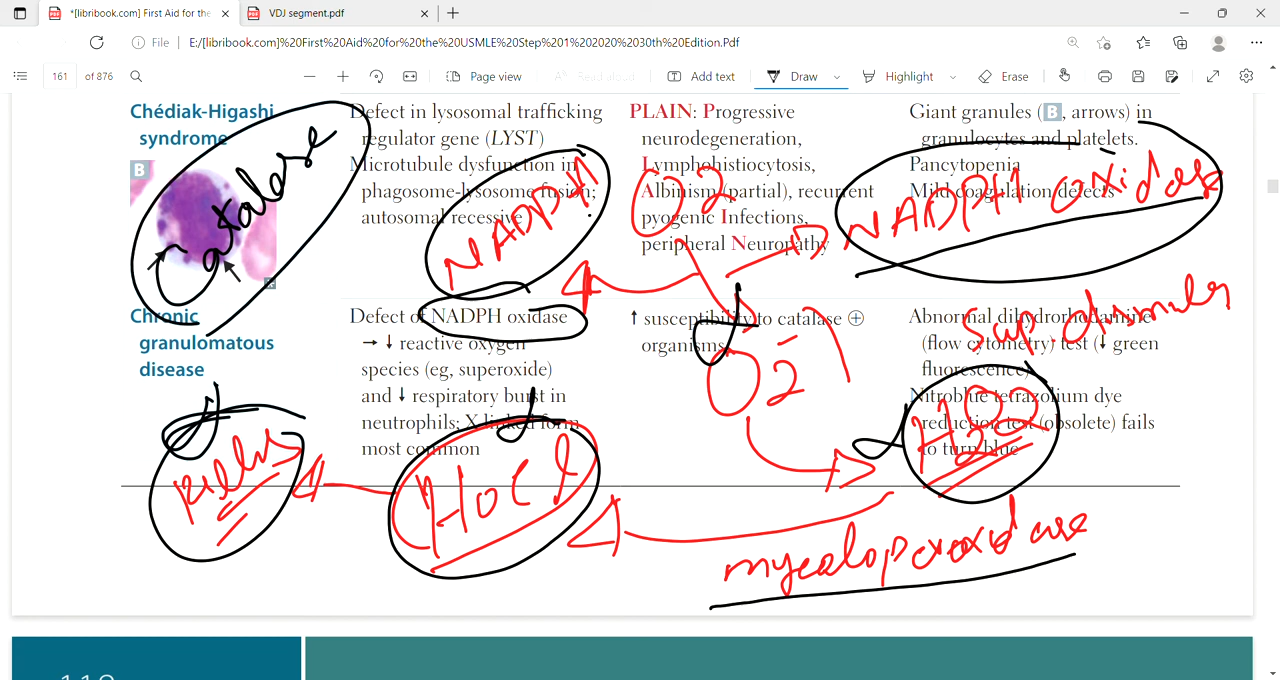 *[libribook.com] First Aid for the
VDJ segment.pdf
File
E:/[libribook.com]%20First%20Aid%20for%20the%20USMLE%20Step%201%202020%2030th%20Edition.Pdf
161 of 876
Page view
Read aloud
Add text
Draw
Highlight
Erase
Chédiak-Higashi
syndrome
B
Defect in lysosomal trafficking
regulator gene (LYST)
Microtubule dysfunction in
phagosome-lysosome fusion;
autosomal recessive
PLAIN: Progressive
neurodegeneration,
Lymphohistiocytosis,
Albinism (partial), recurrent
pyogenic Infections,
peripheral Neuropathy
Giant granules (B, arrows) in
granulocytes and platelets.
Pancytopenia
Mild coagulation defects
Catalase
NADPH
O2
NADPH oxidase
Chronic
granulomatous
disease
Defect of NADPH oxidase
→ ↓ reactive oxygen
species (eg, superoxide)
and ↓ respiratory burst in
neutrophils; X-linked form
most common
↑ susceptibility to catalase ⊕
organisms
Abnormal dihydrorhodamine
(flow cytometry) test (↓ green
fluorescence)
Nitroblue tetrazolium dye
reduction test (obsolete) fails
to turn blue
O2-
HOCl